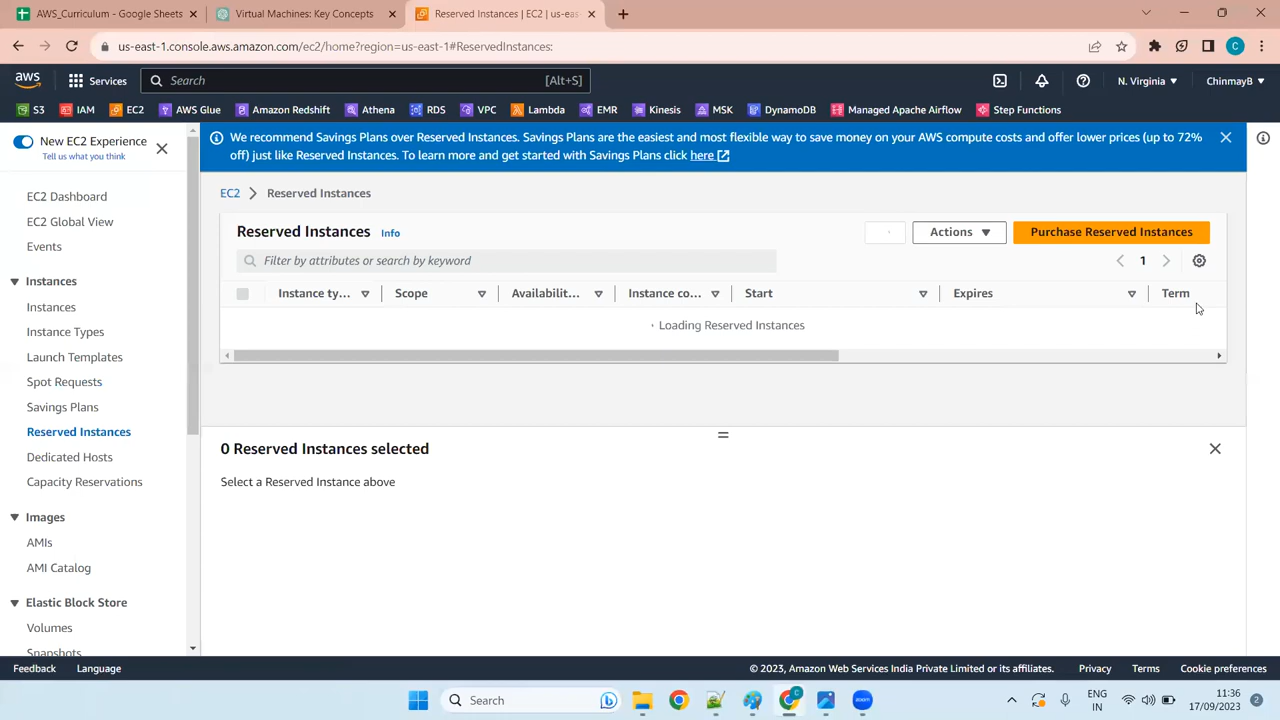 AWS_Curriculum - Google Sheets
Virtual Machines: Key Concepts
Reserved Instances | EC2 | us-eas
us-east-1.console.aws.amazon.com/ec2/home?region=us-east-1#ReservedInstances:
C
aws
Services
Search
[Alt+S]
N. Virginia
ChinmayB
S3
IAM
EC2
AWS Glue
Amazon Redshift
Athena
RDS
VPC
Lambda
EMR
Kinesis
MSK
DynamoDB
Managed Apache Airflow
Step Functions
New EC2 Experience
Tell us what you think
EC2 Dashboard
EC2 Global View
Events
Instances
Instances
Instance Types
Launch Templates
Spot Requests
Savings Plans
Reserved Instances
Dedicated Hosts
Capacity Reservations
Images
AMIs
AMI Catalog
Elastic Block Store
Volumes
Snapshots
We recommend Savings Plans over Reserved Instances. Savings Plans are the easiest and most flexible way to save money on your AWS compute costs and offer lower prices (up to 72%
off) just like Reserved Instances. To learn more and get started with Savings Plans click here
EC2
Reserved Instances
Reserved Instances Info
Actions
Purchase Reserved Instances
Filter by attributes or search by keyword
1
Instance ty...
Scope
Availabilit...
Instance co...
Start
Expires
Term
Loading Reserved Instances
0 Reserved Instances selected
Select a Reserved Instance above
Feedback
Language
© 2023, Amazon Web Services India Private Limited or its affiliates.
Privacy
Terms
Cookie preferences
Search
C
ENG
IN
11:36
17/09/2023
2